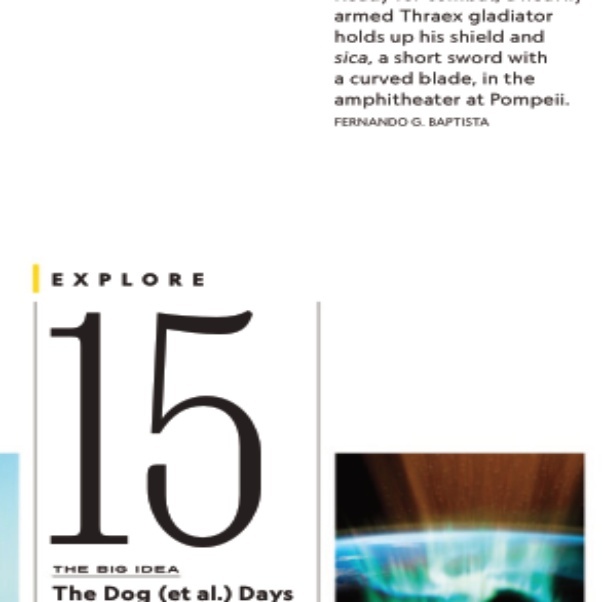 armed Thraex gladiator
holds up his shield and
sica, a short sword with
a curved blade, in the
amphitheater at Pompeii.
FERNANDO G. BAPTISTA
EXPLORE
15
THE BIG IDEA
The Dog (et al.) Days